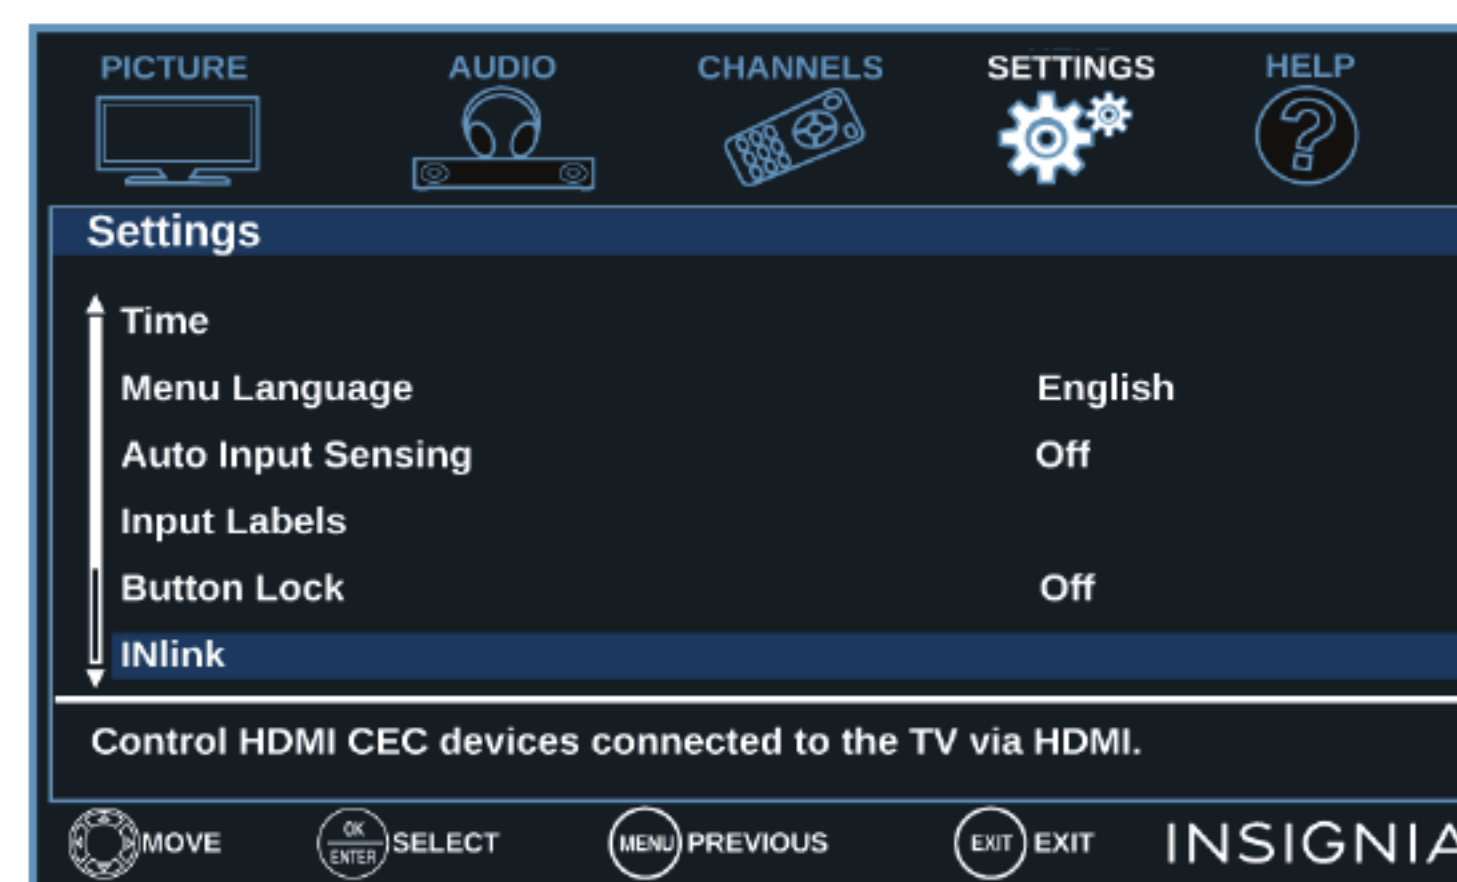 PICTURE AUDIO CHANNELS SETTINGS HELP
Settings
Time
Menu Language English
Auto Input Sensing Off
Input Labels
Button Lock Off
INlink
Control HDMI CEC devices connected to the TV via HDMI.
MOVE OK ENTER SELECT MENU PREVIOUS EXIT EXIT INSIGNIA